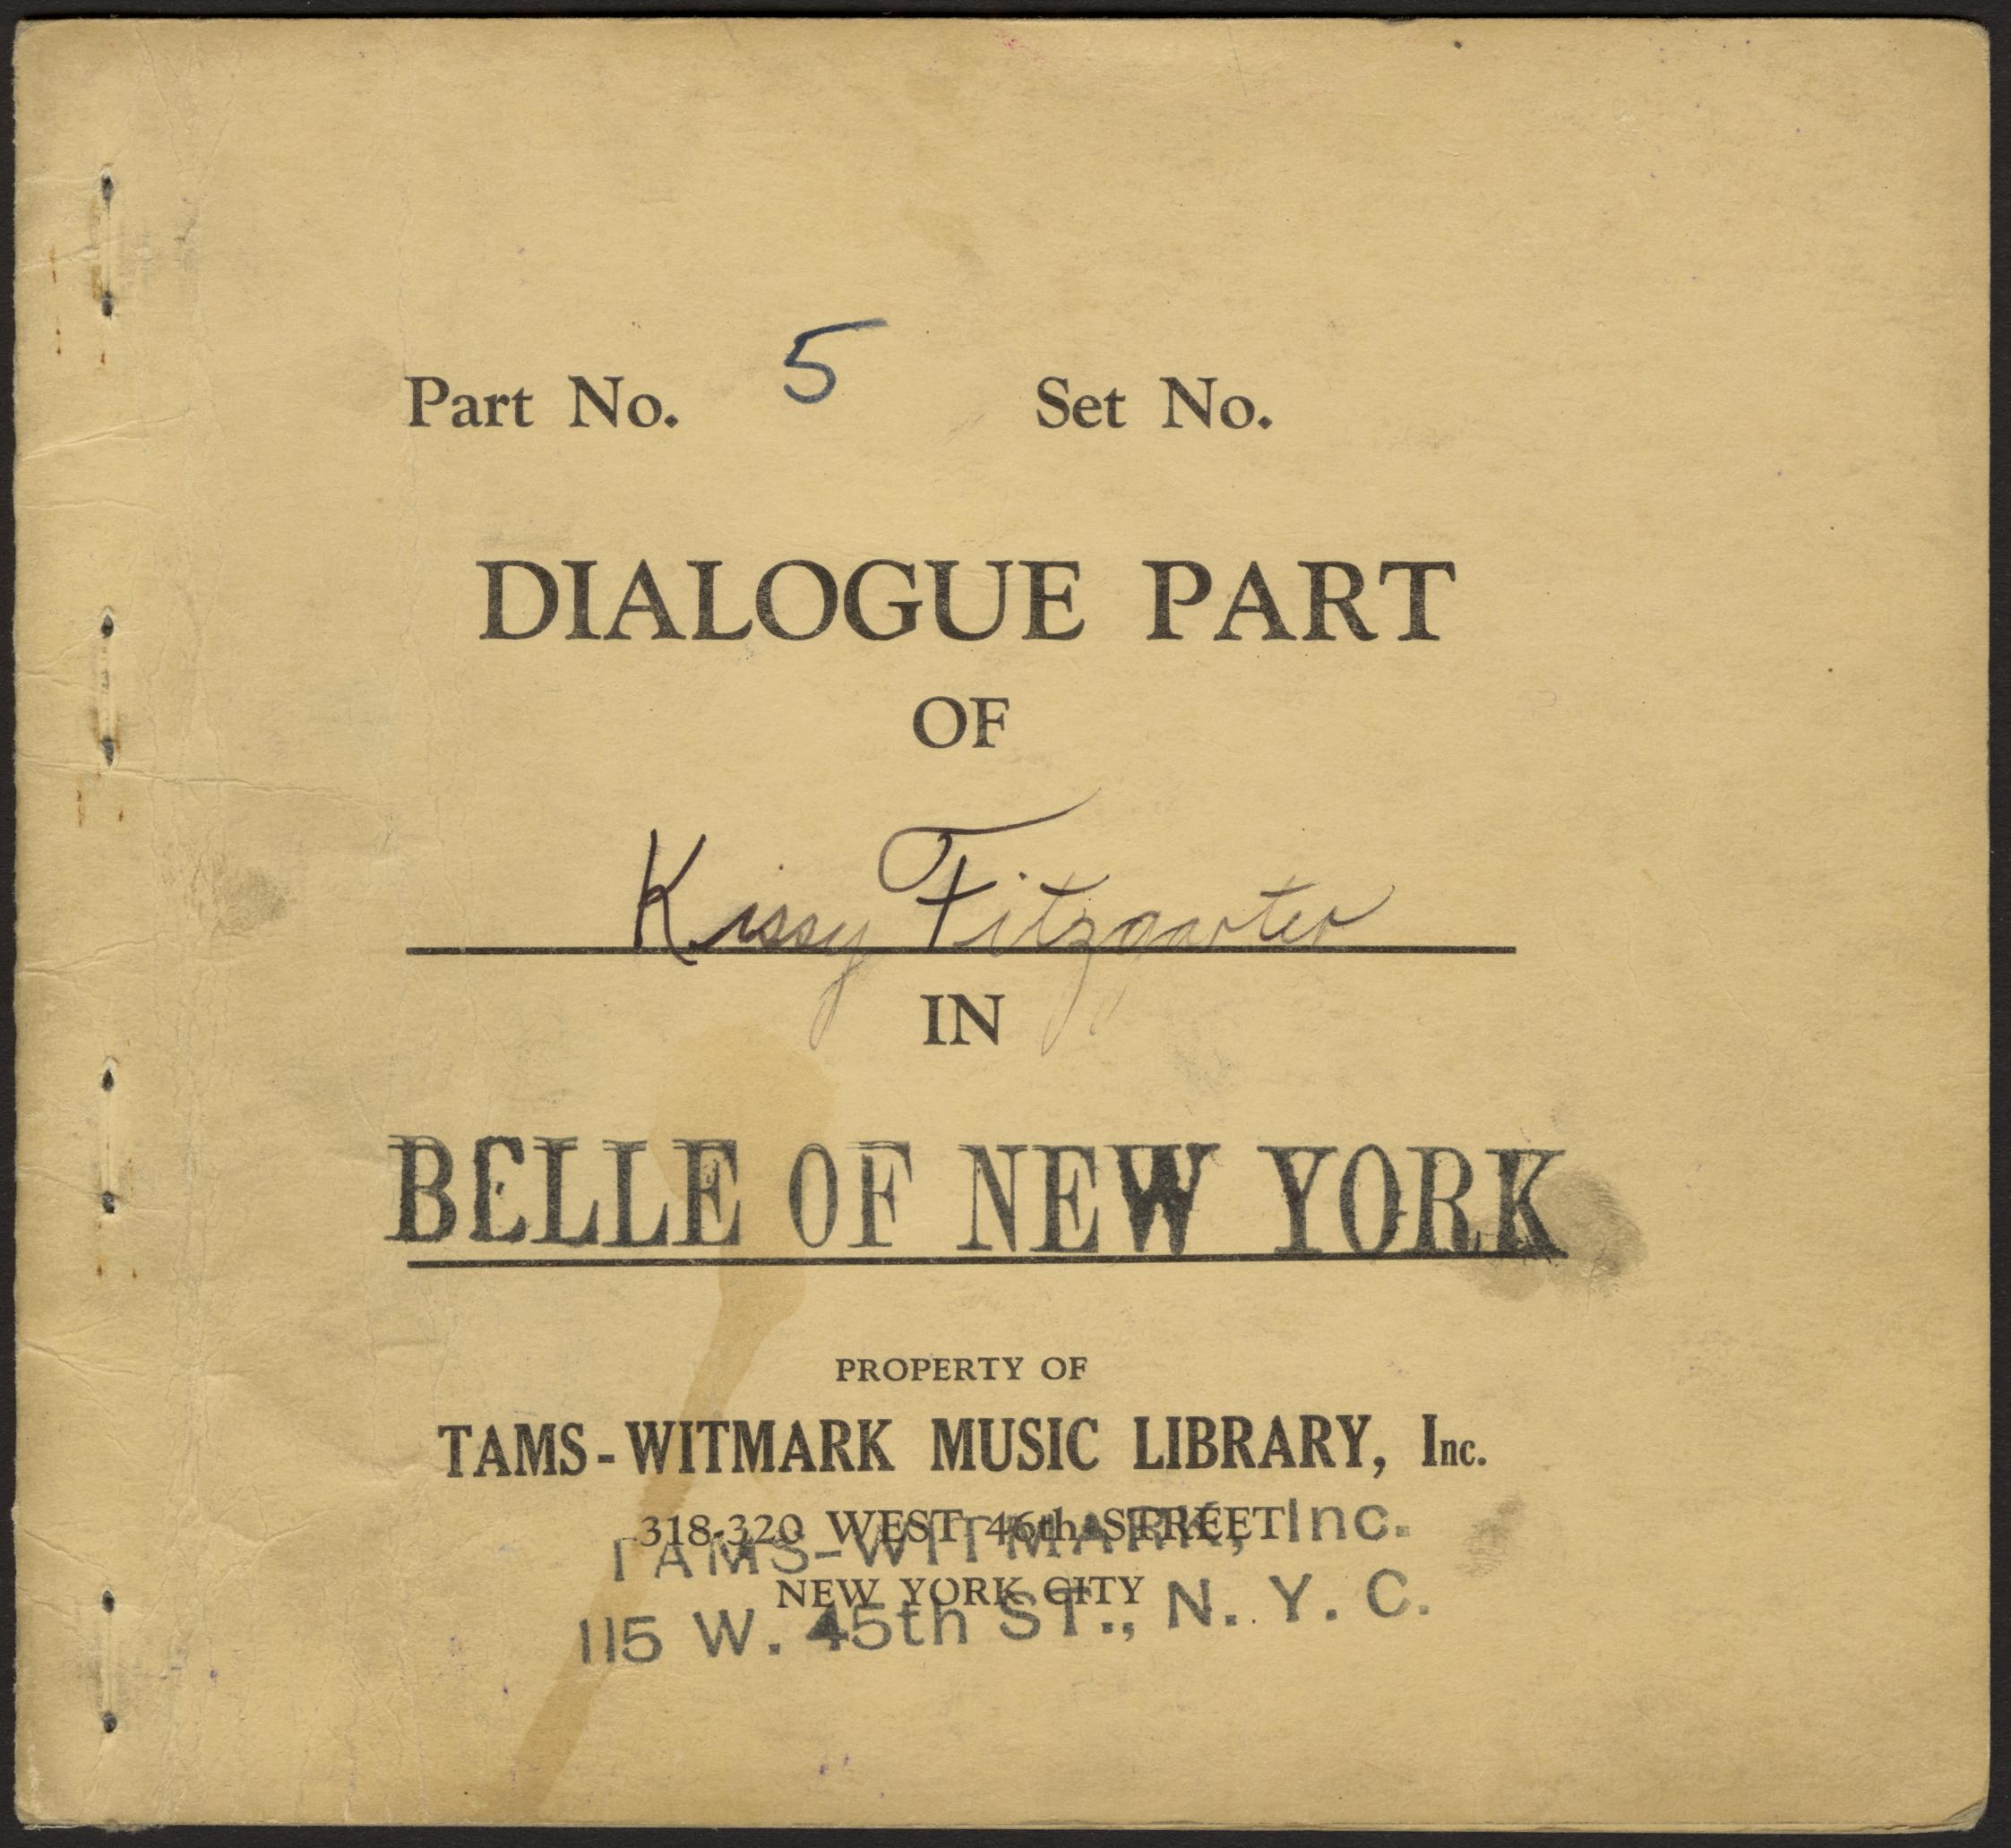 Part No. 5 Set No.
DIALOGUE PART
OF
Kissy Fitzgarter
IN
BELLE OF NEW YORK
PROPERTY OF
TAMS-WITMARK MUSIC LIBRARY, Inc.
318-320 WEST 46th STREET
TAMS-WITMARK, Inc.
NEW YORK CITY
115 W. 45th ST., N. Y. C.